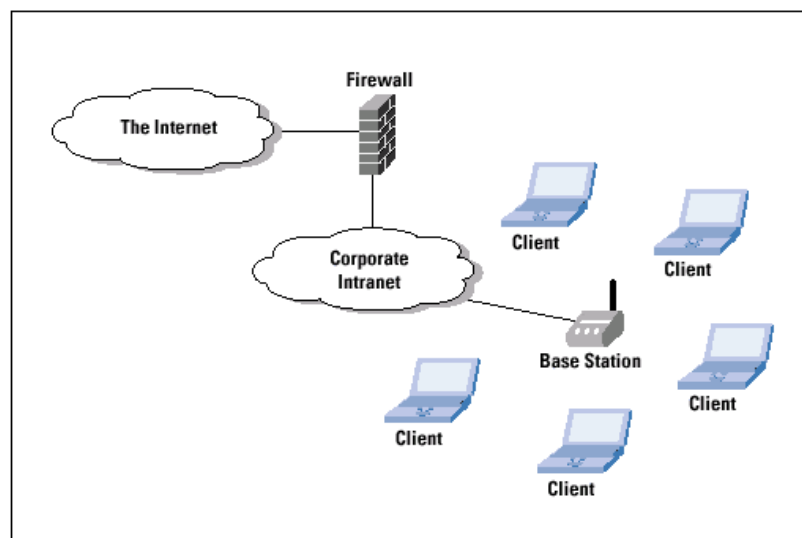 Firewall
The Internet
Client
Client
Corporate
Intranet
Base Station
Client
Client
Client